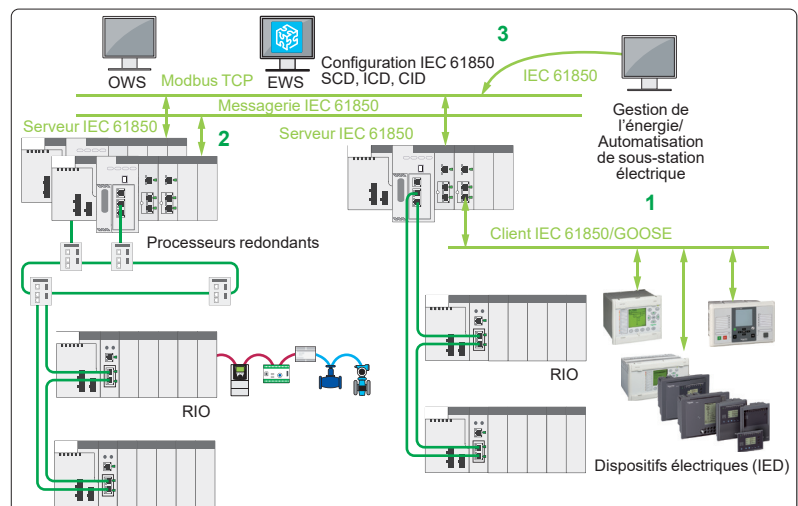 3
Configuration IEC 61850
SCD, ICD, CID
OWS
Modbus TCP
EWS
IEC 61850
Messagerie IEC 61850
Serveur IEC 61850
2
Serveur IEC 61850
Gestion de
l'énergie/
Automatisation
de sous-station
électrique
1
Processeurs redondants
Client IEC 61850/GOOSE
RIO
RIO
Dispositifs électriques (IED)